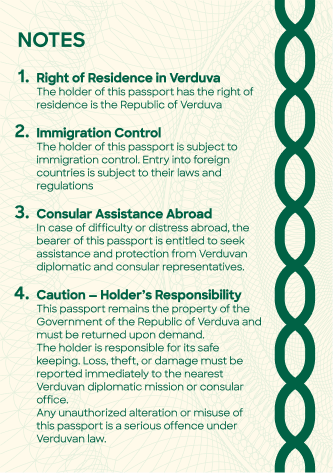 NOTES
1. Right of Residence in Verduva
The holder of this passport has the right of
residence is the Republic of Verduva
2. Immigration Control
The holder of this passport is subject to
immigration control. Entry into foreign
countries is subject to their laws and
regulations
3. Consular Assistance Abroad
In case of difficulty or distress abroad, the
bearer of this passport is entitled to seek
assistance and protection from Verduvan
diplomatic and consular representatives.
4. Caution – Holder's Responsibility
This passport remains the property of the
Government of the Republic of Verduva and
must be returned upon demand.
The holder is responsible for its safe
keeping. Loss, theft, or damage must be
reported immediately to the nearest
Verduvan diplomatic mission or consular
office.
Any unauthorized alteration or misuse of
this passport is a serious offence under
Verduvan law.